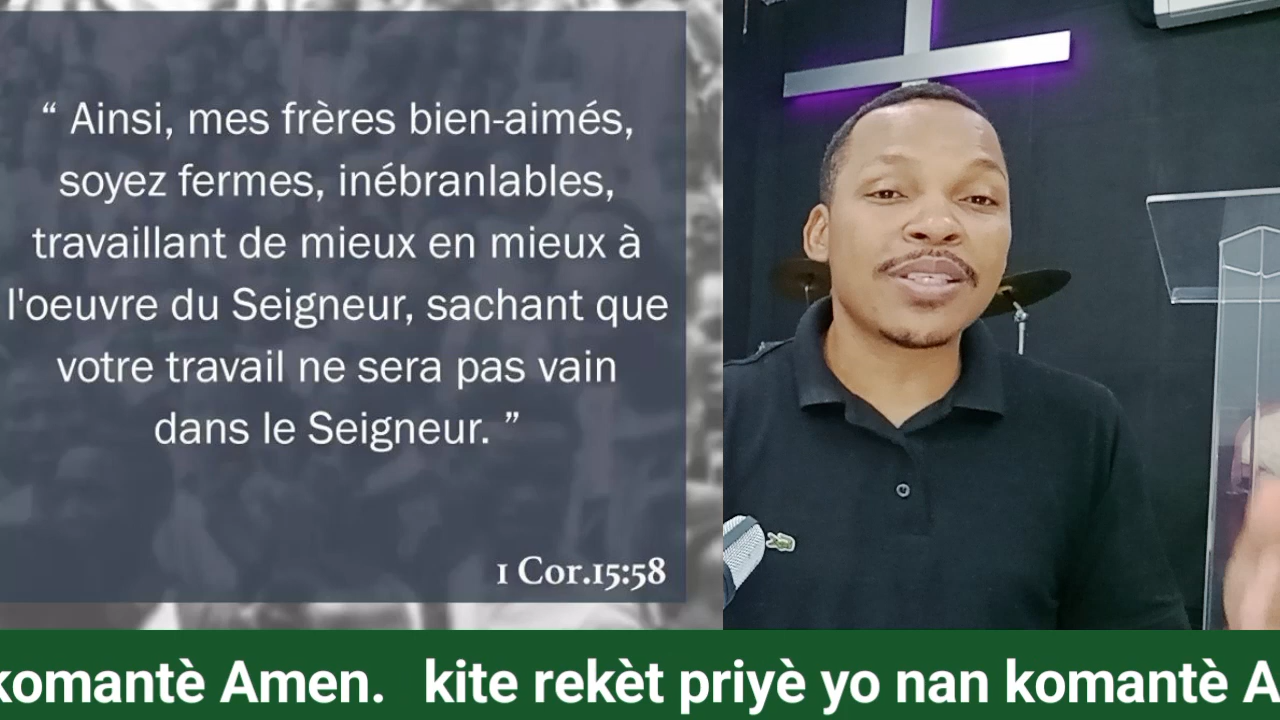 “ Ainsi, mes frères bien-aimés,
soyez fermes, inébranlables,
travaillant de mieux en mieux à
l'oeuvre du Seigneur, sachant que
votre travail ne sera pas vain
dans le Seigneur. ”
1 Cor.15:58
komantè Amen. kite rekèt priyè yo nan komantè A